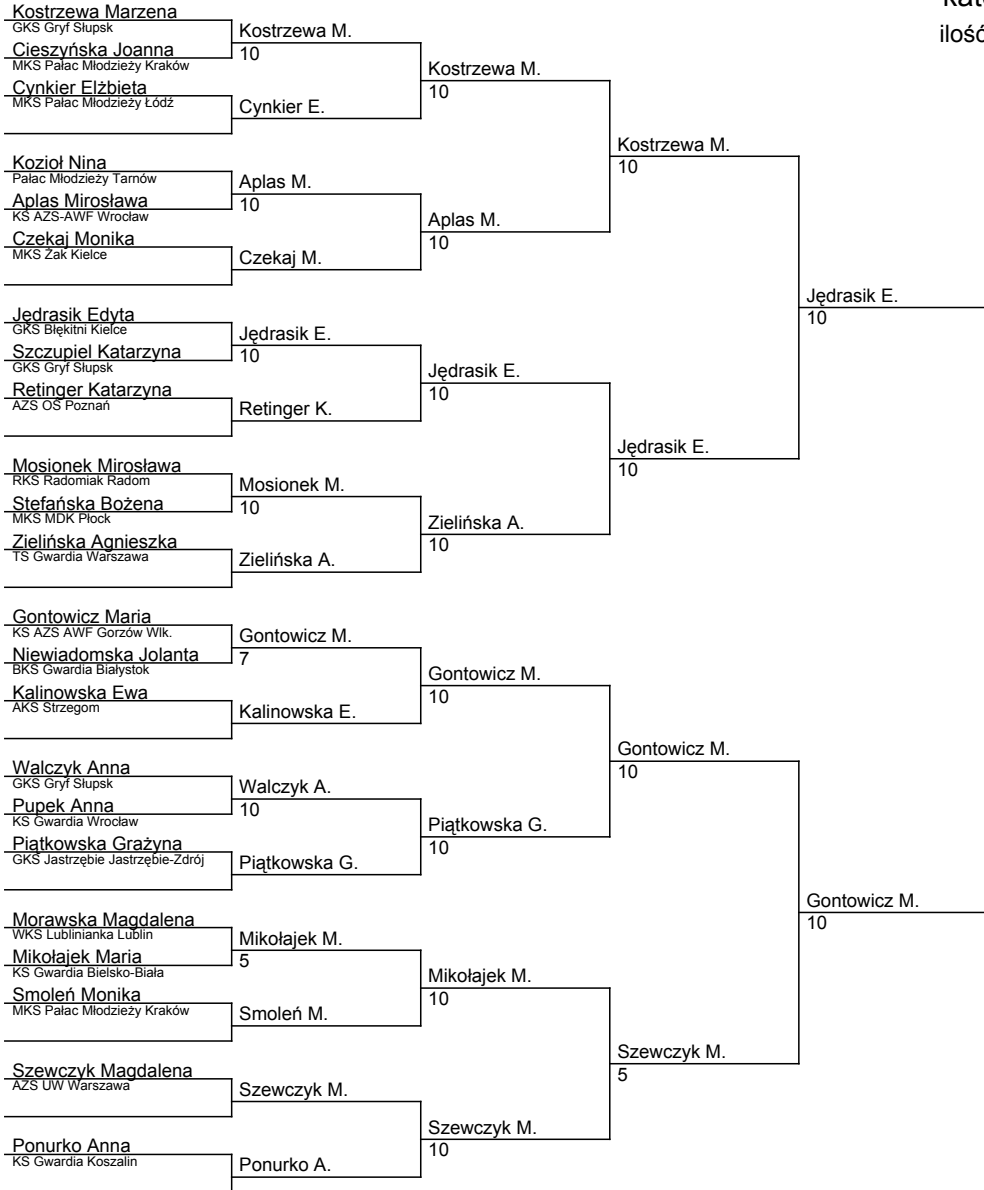 kate
ilość
Kostrzewa Marzena
GKS Gryf Słupsk
Cieszyńska Joanna
MKS Pałac Młodzieży Kraków
Cynkier Elżbieta
MKS Pałac Młodzieży Łódź
Kozioł Nina
Pałac Młodzieży Tarnów
Aplas Mirosława
KS AZS-AWF Wrocław
Czekaj Monika
MKS Żak Kielce
Jędrasik Edyta
GKS Błękitni Kielce
Szczupiel Katarzyna
GKS Gryf Słupsk
Retinger Katarzyna
AZS OŚ Poznań
Mosionek Mirosława
RKS Radomiak Radom
Stefańska Bożena
MKS MDK Płock
Zielińska Agnieszka
TS Gwardia Warszawa
Gontowicz Maria
KS AZS AWF Gorzów Wlk.
Niewiadomska Jolanta
BKS Gwardia Białystok
Kalinowska Ewa
AKS Strzegom
Walczyk Anna
GKS Gryf Słupsk
Pupek Anna
KS Gwardia Wrocław
Piątkowska Grażyna
GKS Jastrzębie Jastrzębie-Zdrój
Morawska Magdalena
WKS Lublinianka Lublin
Mikołajek Maria
KS Gwardia Bielsko-Biała
Smoleń Monika
MKS Pałac Młodzieży Kraków
Szewczyk Magdalena
AZS UW Warszawa
Ponurko Anna
KS Gwardia Koszalin
Kostrzewa M.
10
Cynkier E.
Aplas M.
10
Czekaj M.
Jędrasik E.
10
Retinger K.
Mosionek M.
10
Zielińska A.
Gontowicz M.
7
Kalinowska E.
Walczyk A.
10
Piątkowska G.
Mikołajek M.
5
Smoleń M.
Szewczyk M.
Ponurko A.
Kostrzewa M.
10
Aplas M.
10
Jędrasik E.
10
Zielińska A.
10
Gontowicz M.
10
Piątkowska G.
10
Mikołajek M.
10
Szewczyk M.
10
Kostrzewa M.
10
Jędrasik E.
10
Gontowicz M.
10
Szewczyk M.
5
Jędrasik E.
10
Gontowicz M.
10